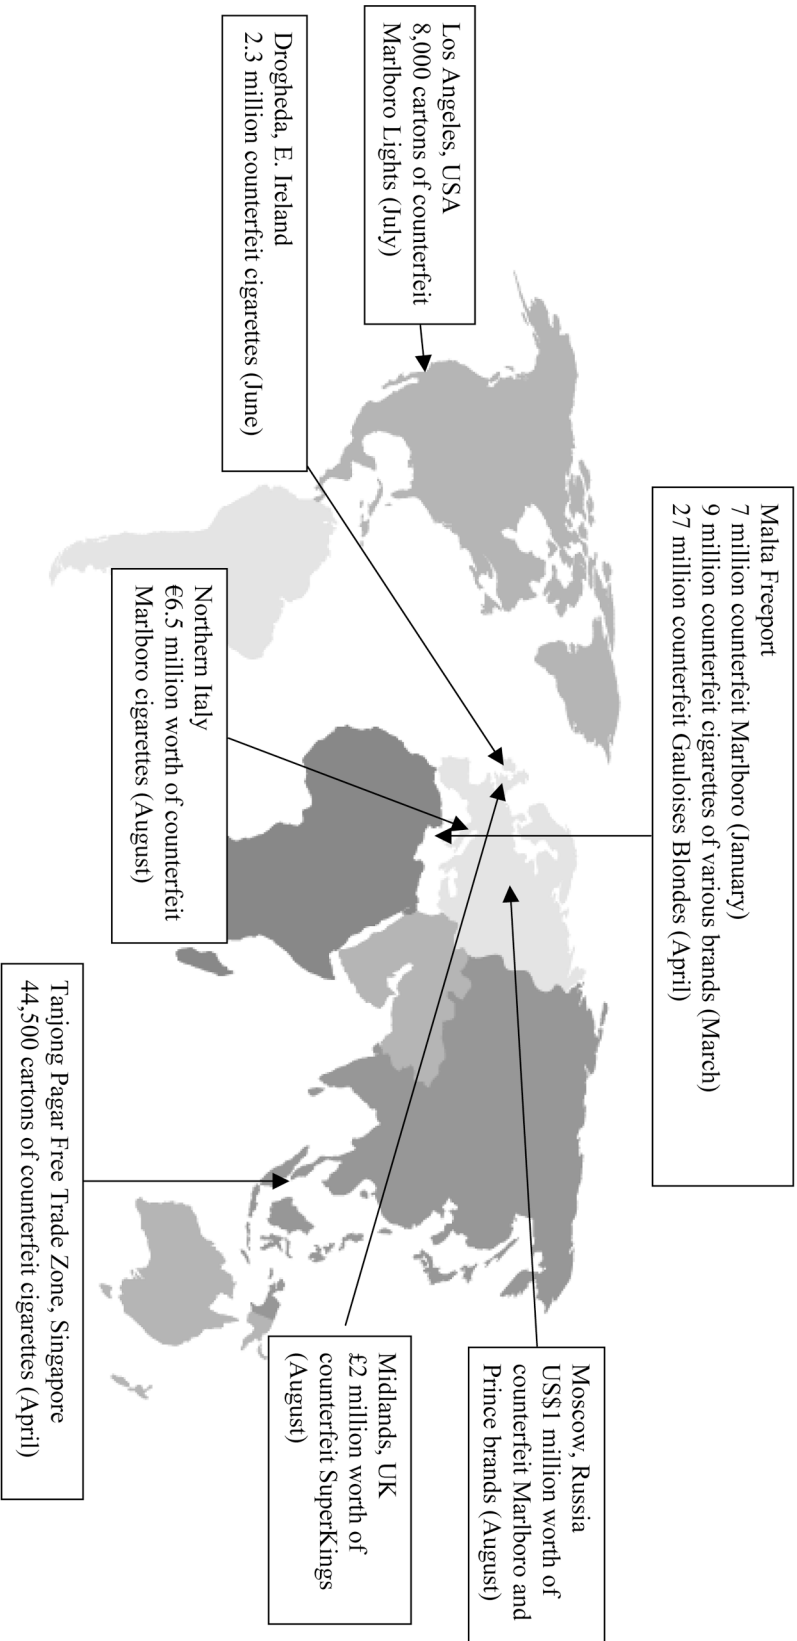 Malta Freeport
7 million counterfeit Marlboro (January)
9 million counterfeit cigarettes of various brands (March)
27 million counterfeit Gauloises Blondes (April)
Los Angeles, USA
8,000 cartons of counterfeit
Marlboro Lights (July)
Moscow, Russia
US$1 million worth of
counterfeit Marlboro and
Prince brands (August)
Drogheda, E. Ireland
2.3 million counterfeit cigarettes (June)
Midlands, UK
£2 million worth of
counterfeit SuperKings
(August)
Northern Italy
€6.5 million worth of counterfeit
Marlboro cigarettes (August)
Tanjong Pagar Free Trade Zone, Singapore
44,500 cartons of counterfeit cigarettes (April)